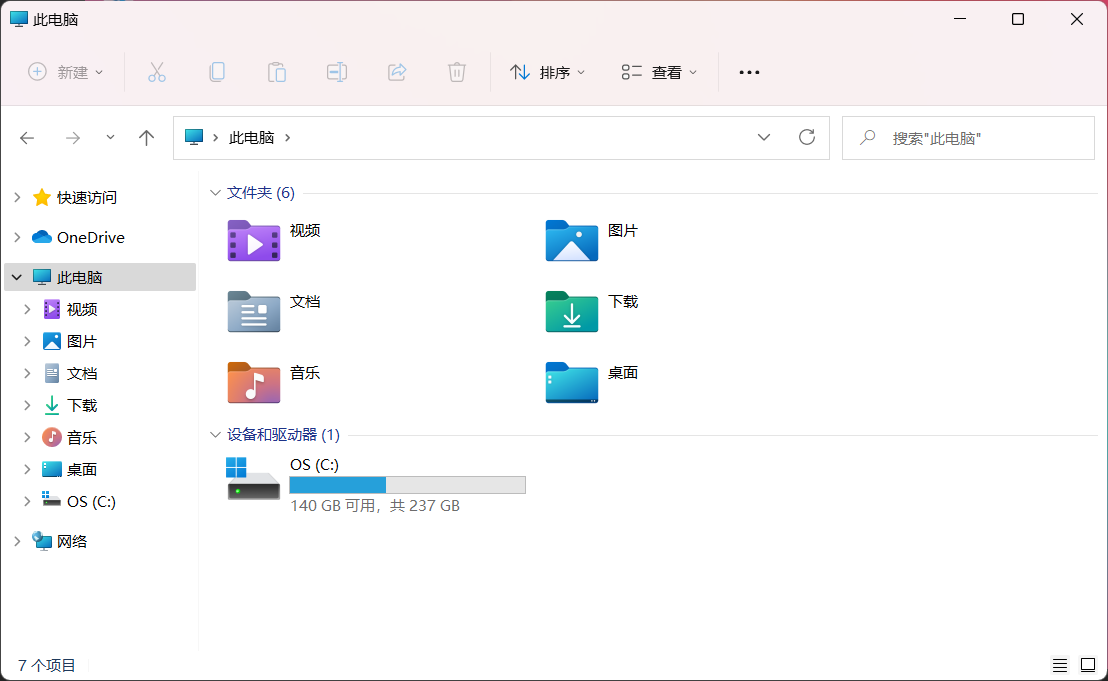 此电脑
新建
排序
查看
此电脑
搜索"此电脑"
快速访问
OneDrive
此电脑
视频
图片
文档
下载
音乐
桌面
OS (C:)
网络
文件夹 (6)
视频
图片
文档
下载
音乐
桌面
设备和驱动器 (1)
OS (C:)
140 GB 可用，共 237 GB
7 个项目